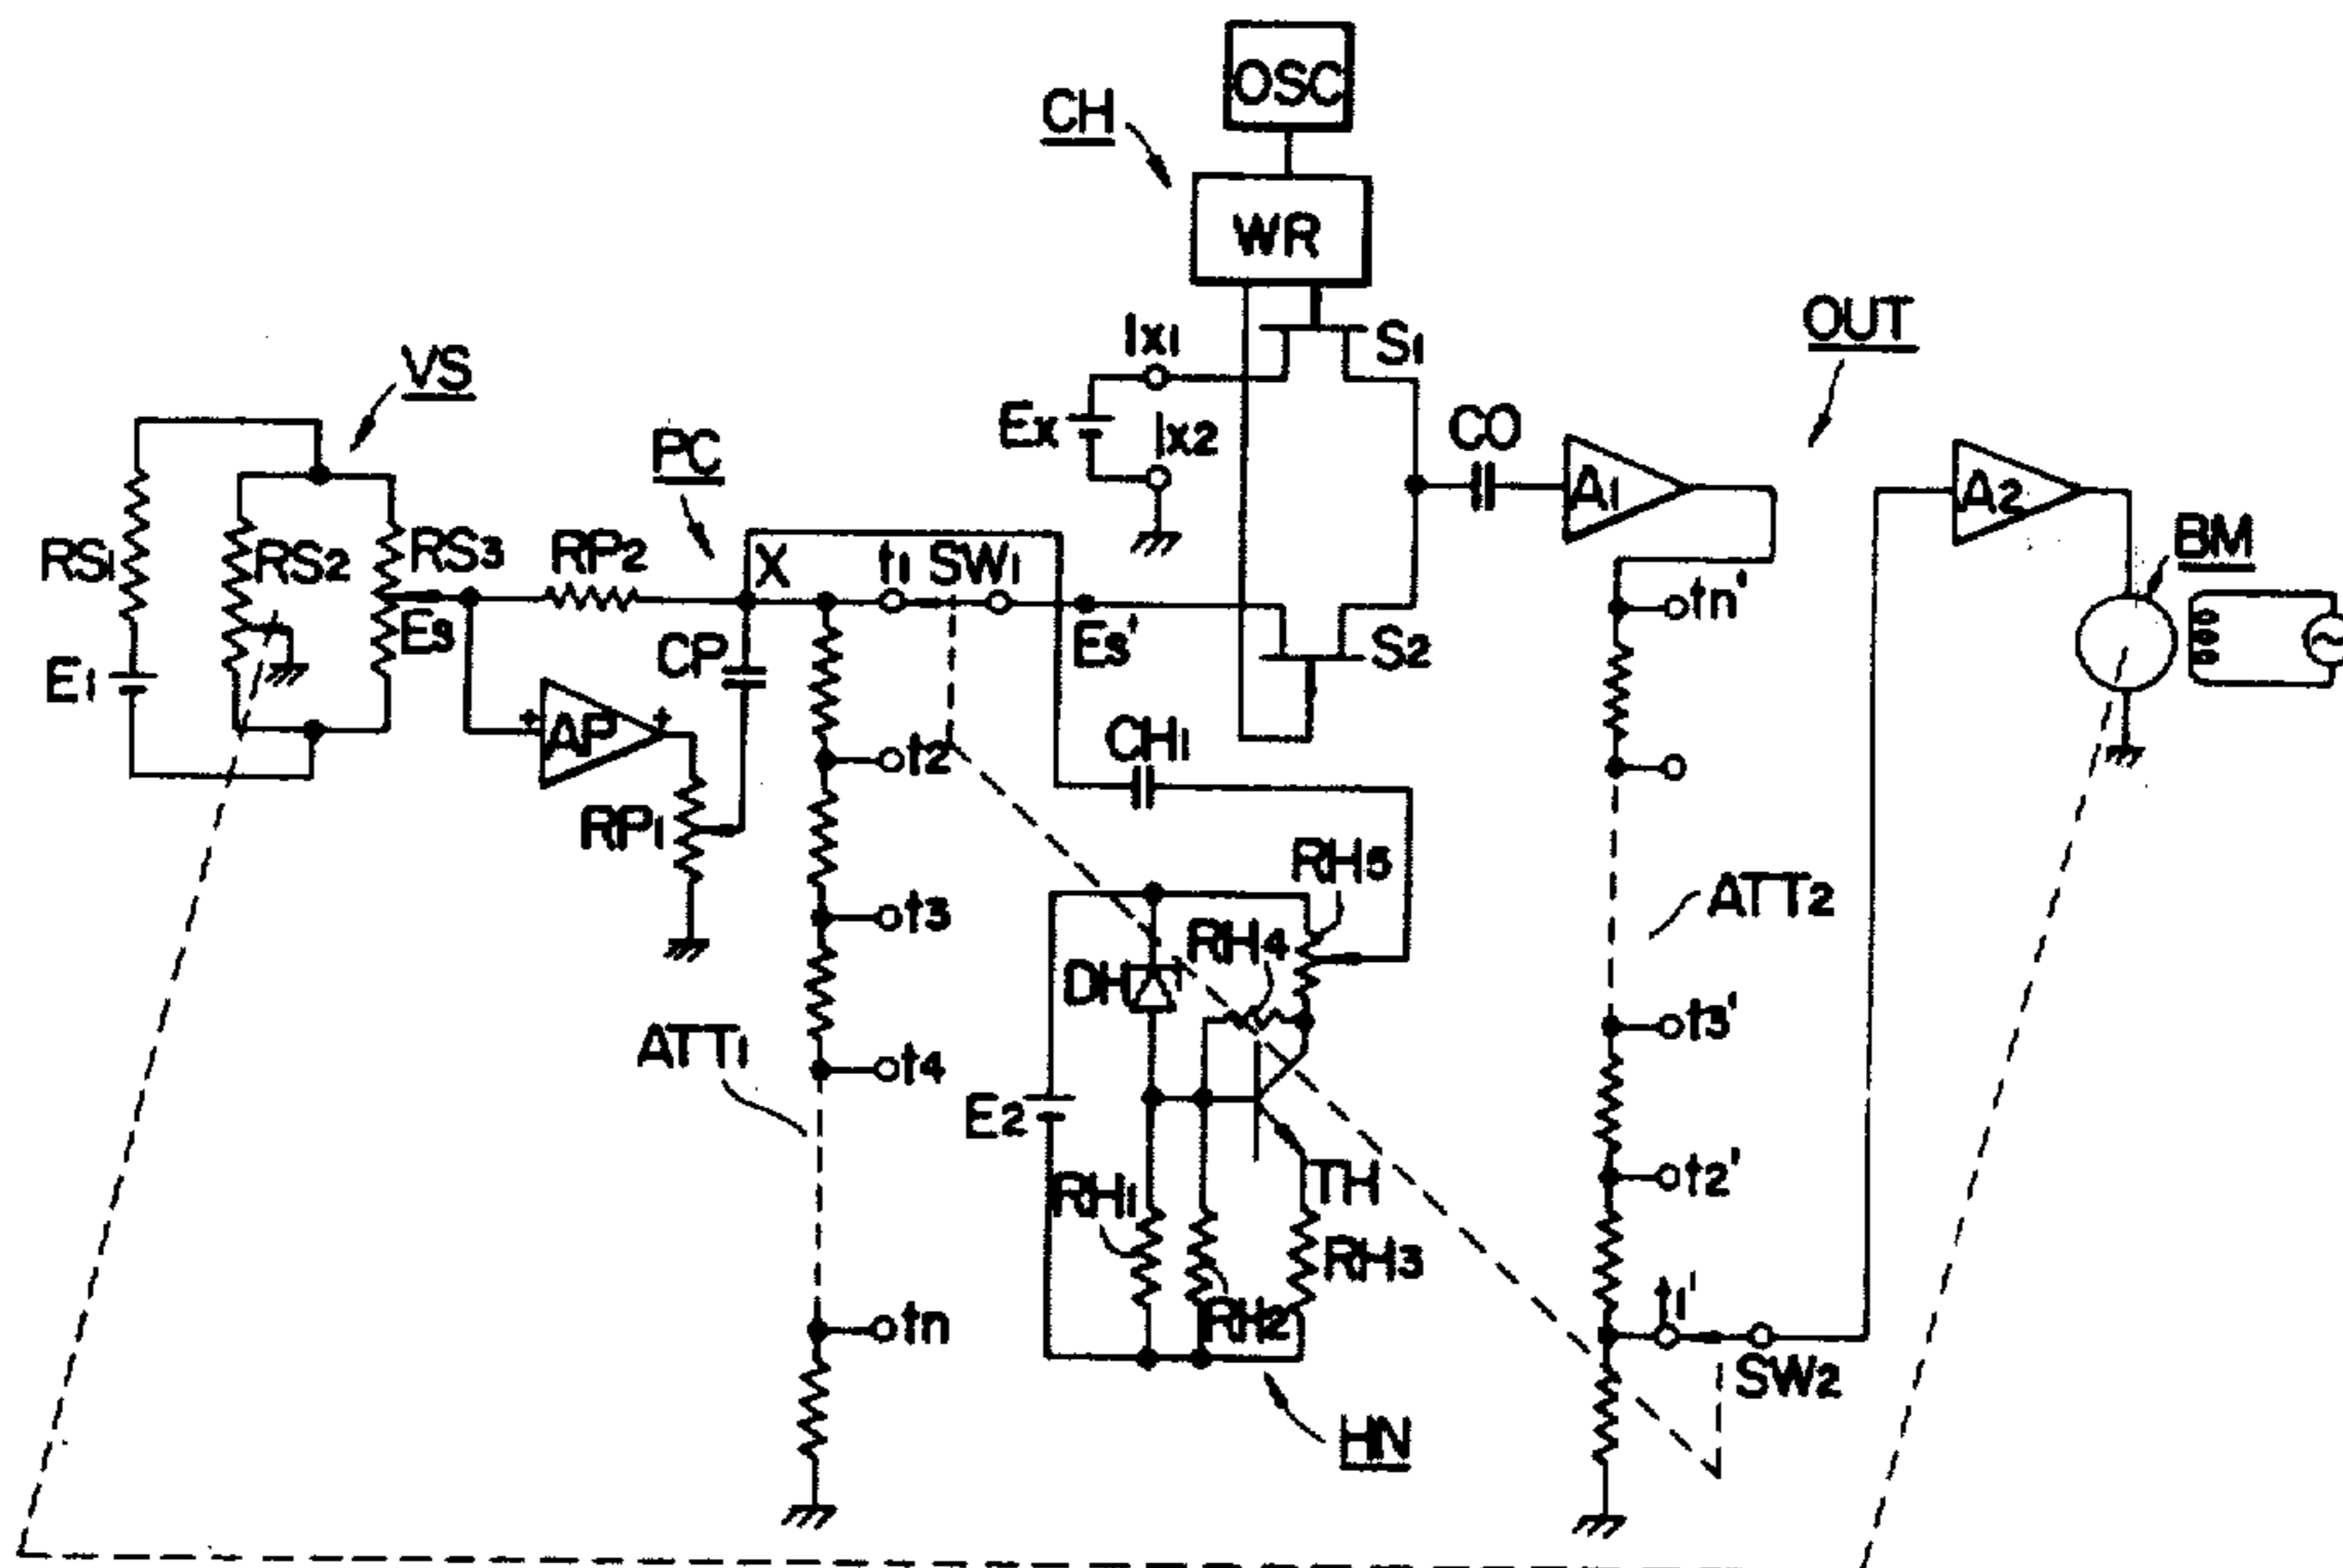 OSC
CH
WR
Ix1
S1
OUT
VS
Ex
Ix2
CO
PC
A1
A2
BM
RS1
RS2
RS3
RP2
X
t1
SW1
tn'
Es
Es'
S2
CP
E1
AP
+
+
t2
CH1
RP1
RH5
ATT2
t3
RH4
DH
t3'
ATT1
t4
E2
TH
t2'
RH1
RH3
tn
RH2
t1'
SW2
HN